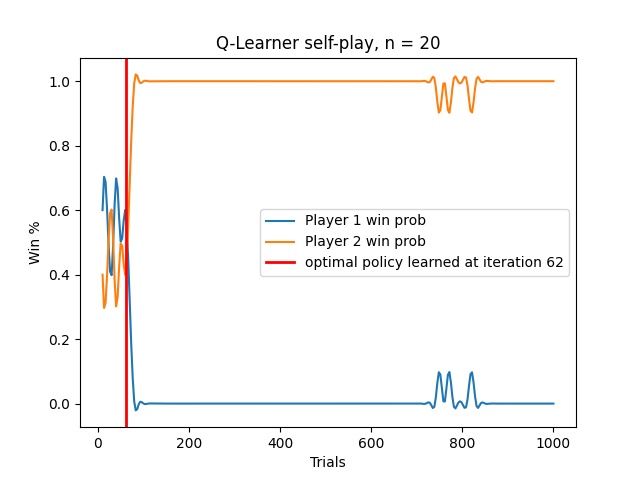 Q-Learner self-play, n = 20
1.0
0.8
0.6
0.4
0.2
0.0
Win %
Player 1 win prob
Player 2 win prob
optimal policy learned at iteration 62
0
200
400
600
800
1000
Trials